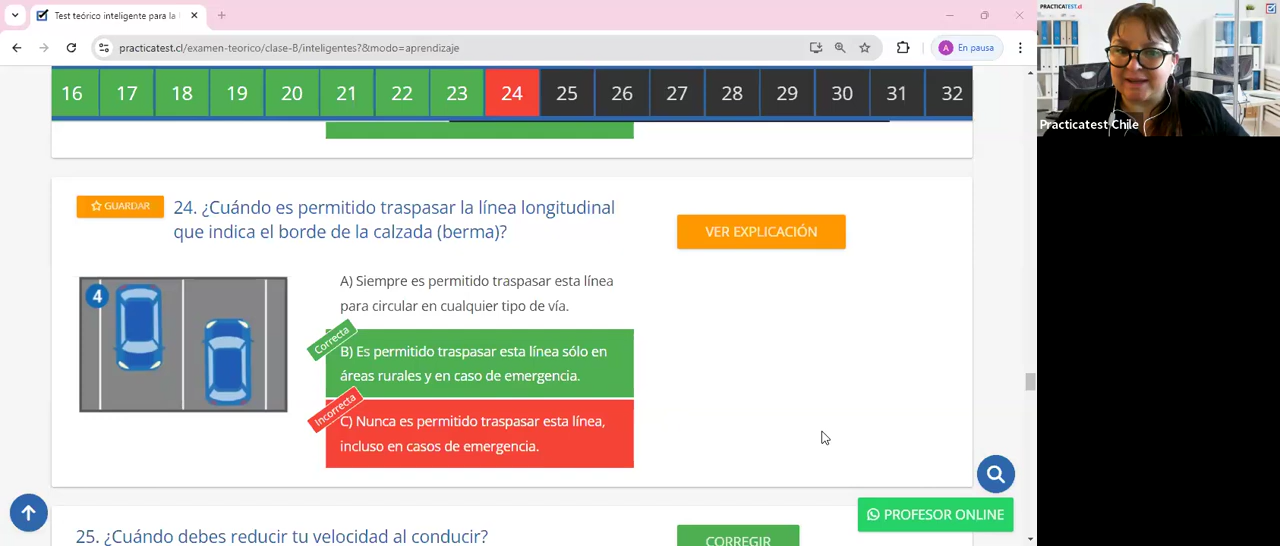 Test teórico inteligente para la
practicatest.cl/examen-teorico/clase-B/inteligentes?&modo=aprendizaje
A
En pausa
16 17 18 19 20 21 22 23 24 25 26 27 28 29 30 31 32
GUARDAR
24. ¿Cuándo es permitido traspasar la línea longitudinal
que indica el borde de la calzada (berma)?
VER EXPLICACIÓN
4
A) Siempre es permitido traspasar esta línea
para circular en cualquier tipo de vía.
Correcta
B) Es permitido traspasar esta línea sólo en
áreas rurales y en caso de emergencia.
Incorrecta
C) Nunca es permitido traspasar esta línea,
incluso en casos de emergencia.
PROFESOR ONLINE
25. ¿Cuándo debes reducir tu velocidad al conducir?
CORREGIR
PRACTICATEST.cl
Practicatest Chile